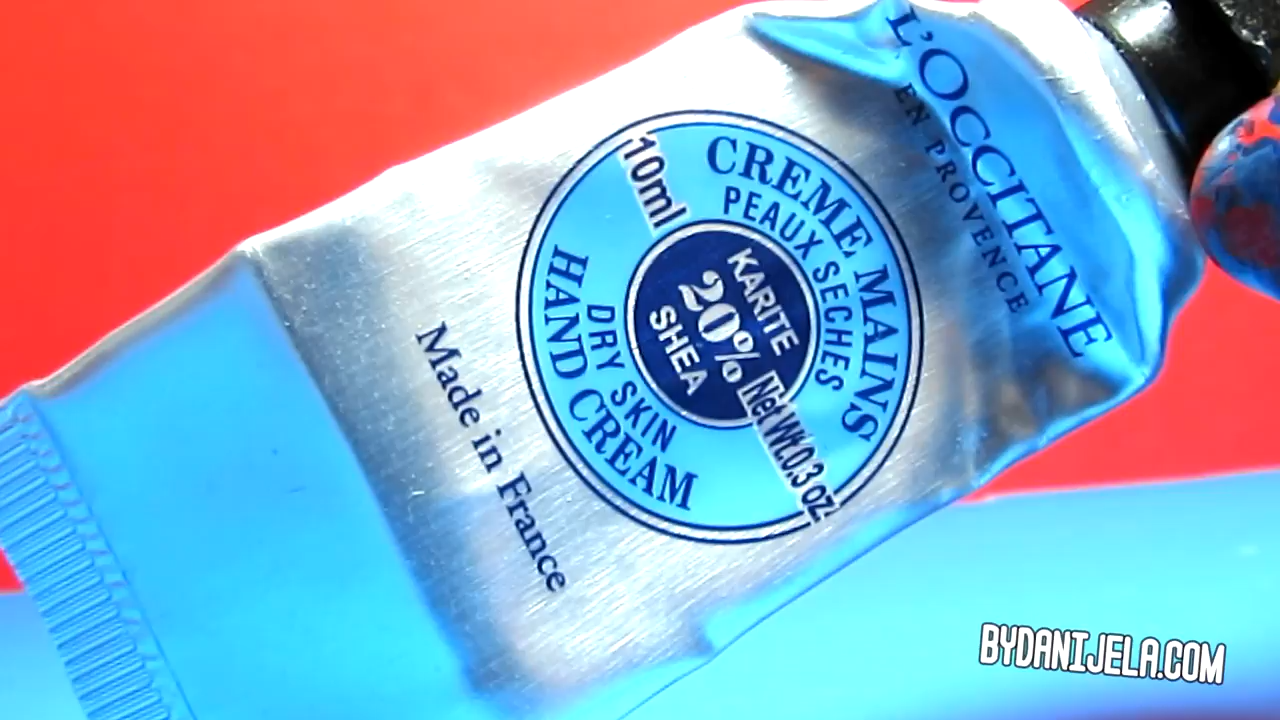 L'OCCITANE
EN PROVENCE
CREME MAINS
PEAUX SECHES
10ml
KARITE
20%
SHEA
Net Wt.0.3 OZ.
DRY SKIN
HAND CREAM
Made in France
BYDANIJELA.COM